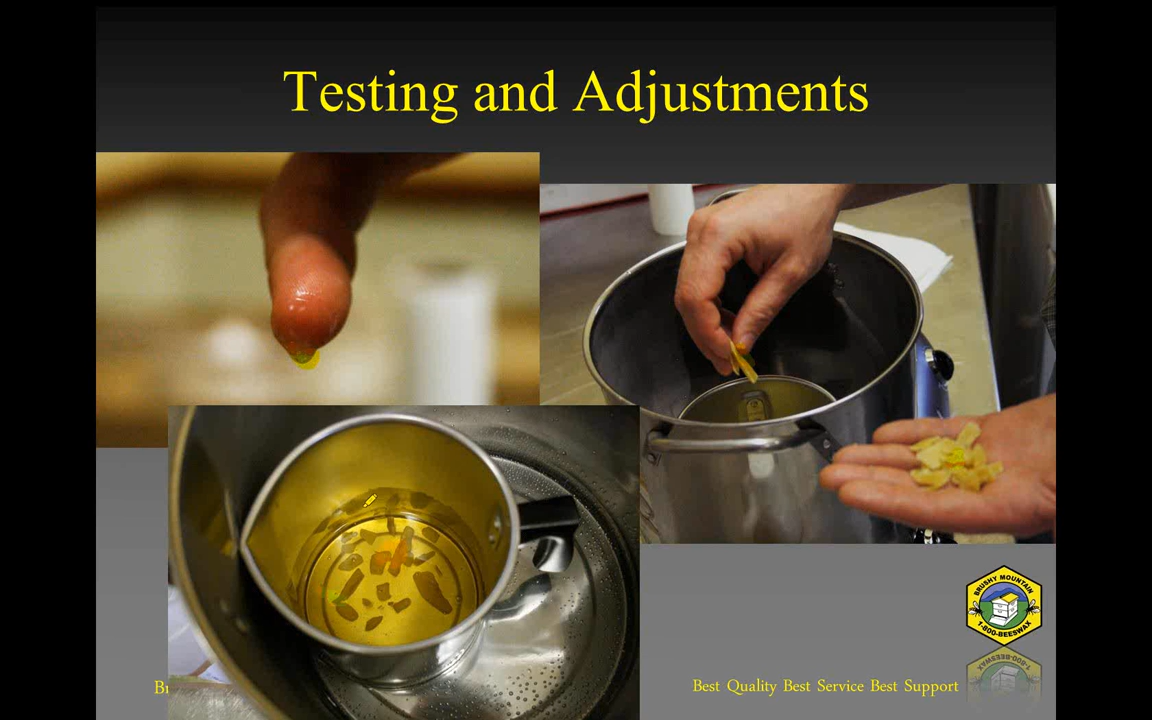 Testing and Adjustments
BRUSHY MOUNTAIN
1-800-BEESWAX
Best Quality Best Service Best Support